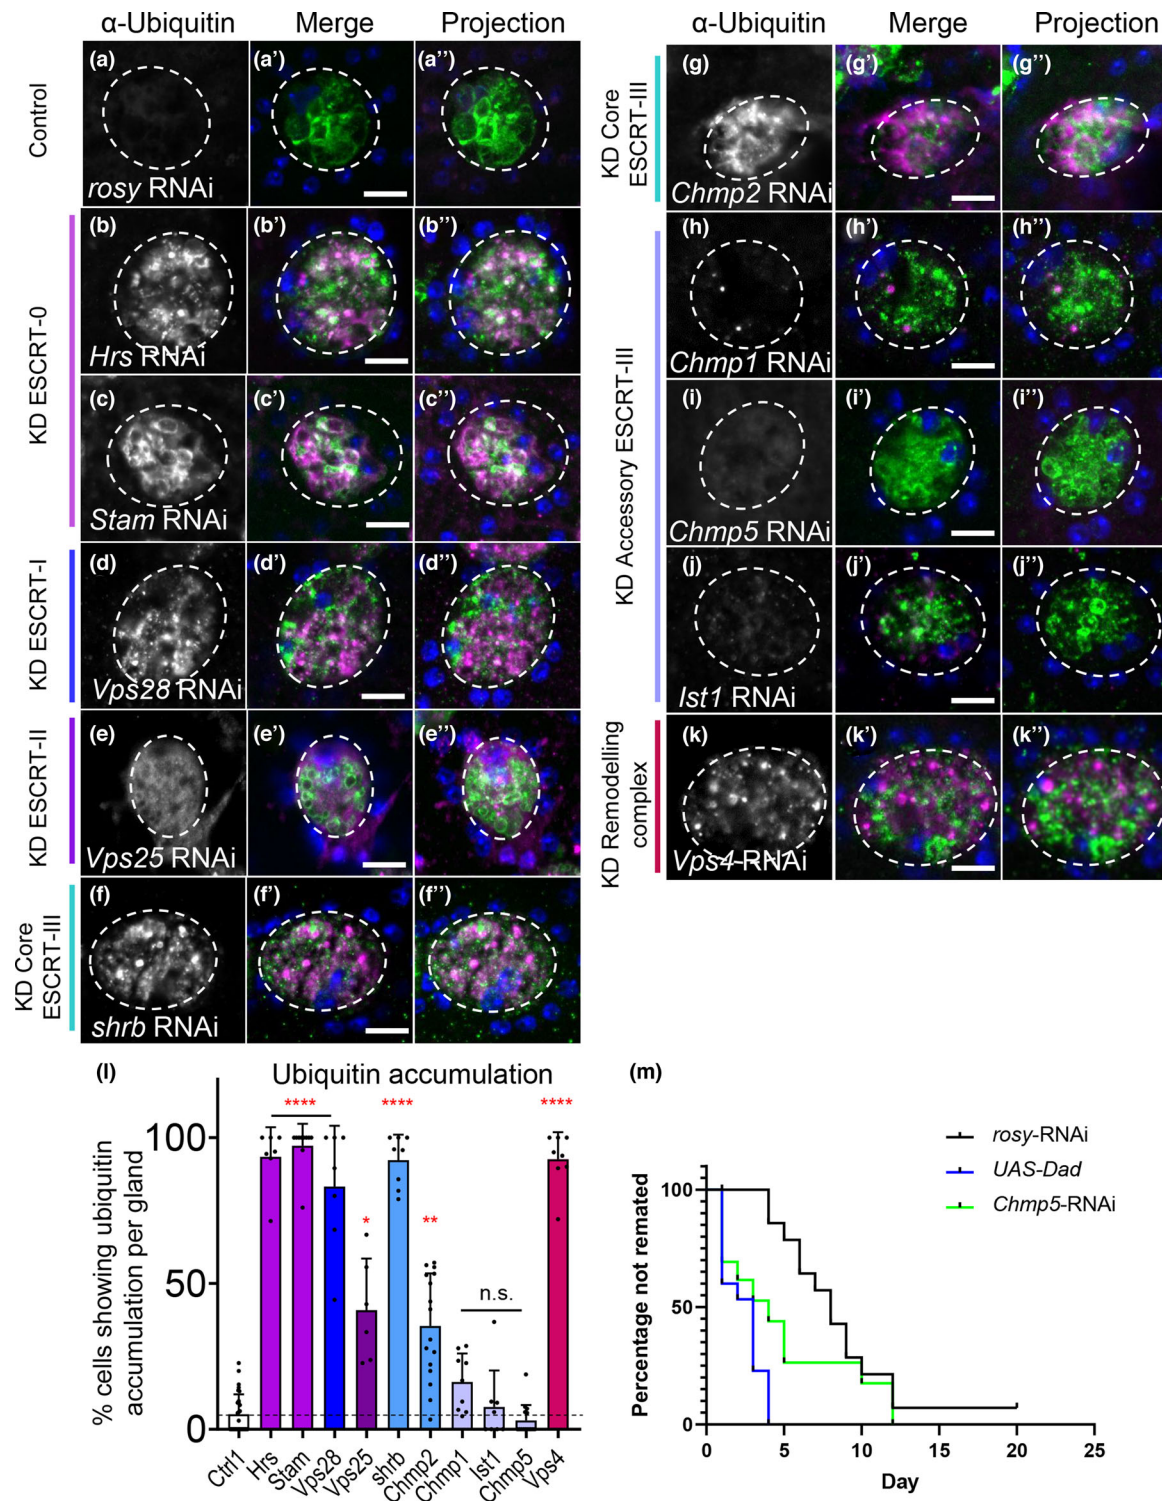 α-Ubiquitin Merge Projection
Control
(a) (a') (a'')
rosy RNAi
KD ESCRT-0
(b) (b') (b'')
Hrs RNAi
(c) (c') (c'')
Stam RNAi
KD ESCRT-I
(d) (d') (d'')
Vps28 RNAi
KD ESCRT-II
(e) (e') (e'')
Vps25 RNAi
KD Core
ESCRT-III
(f) (f') (f'')
shrb RNAi
α-Ubiquitin Merge Projection
KD Core
ESCRT-III
(g) (g') (g'')
Chmp2 RNAi
KD Accessory ESCRT-III
(h) (h') (h'')
Chmp1 RNAi
(i) (i') (i'')
Chmp5 RNAi
(j) (j') (j'')
Ist1 RNAi
KD Remodelling
complex
(k) (k') (k'')
Vps4-RNAi
(l) Ubiquitin accumulation
% cells showing ubiquitin
accumulation per gland
100
50
0
**** * **** ** n.s. ****
Ctrl1 Hrs Stam Vps28 Vps25 shrb Chmp2 Chmp1 Ist1 Chmp5 Vps4
(m)
rosy-RNAi
UAS-Dad
Chmp5-RNAi
Percentage not remated
100
50
0
0 5 10 15 20 25
Day